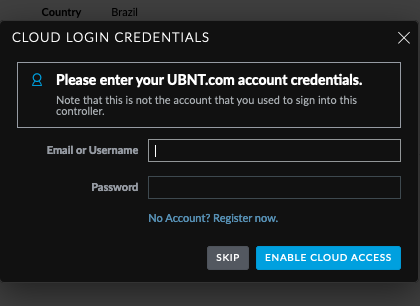 Country Brazil
CLOUD LOGIN CREDENTIALS
Please enter your UBNT.com account credentials.
Note that this is not the account that you used to sign into this
controller.
Email or Username
Password
No Account? Register now.
SKIP ENABLE CLOUD ACCESS